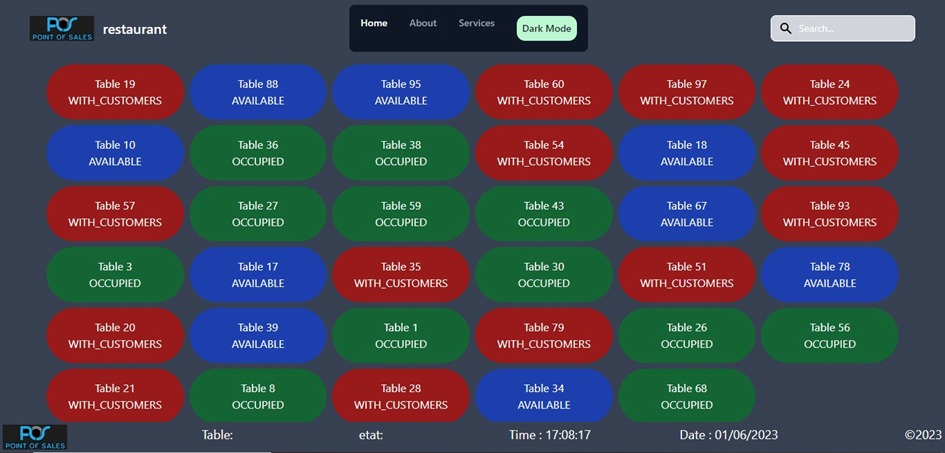 POS
POINT OF SALES
restaurant
Home
About
Services
Dark Mode
Search...
Table 19
WITH_CUSTOMERS
Table 88
AVAILABLE
Table 95
AVAILABLE
Table 60
WITH_CUSTOMERS
Table 97
WITH_CUSTOMERS
Table 24
WITH_CUSTOMERS
Table 10
AVAILABLE
Table 36
OCCUPIED
Table 38
OCCUPIED
Table 54
WITH_CUSTOMERS
Table 18
AVAILABLE
Table 45
WITH_CUSTOMERS
Table 57
WITH_CUSTOMERS
Table 27
OCCUPIED
Table 59
OCCUPIED
Table 43
OCCUPIED
Table 67
AVAILABLE
Table 93
WITH_CUSTOMERS
Table 3
OCCUPIED
Table 17
AVAILABLE
Table 35
WITH_CUSTOMERS
Table 30
OCCUPIED
Table 51
WITH_CUSTOMERS
Table 78
AVAILABLE
Table 20
WITH_CUSTOMERS
Table 39
AVAILABLE
Table 1
OCCUPIED
Table 79
WITH_CUSTOMERS
Table 26
OCCUPIED
Table 56
OCCUPIED
Table 21
WITH_CUSTOMERS
Table 8
OCCUPIED
Table 28
WITH_CUSTOMERS
Table 34
AVAILABLE
Table 68
OCCUPIED
POS
POINT OF SALES
Table:
etat:
Time : 17:08:17
Date : 01/06/2023
©2023